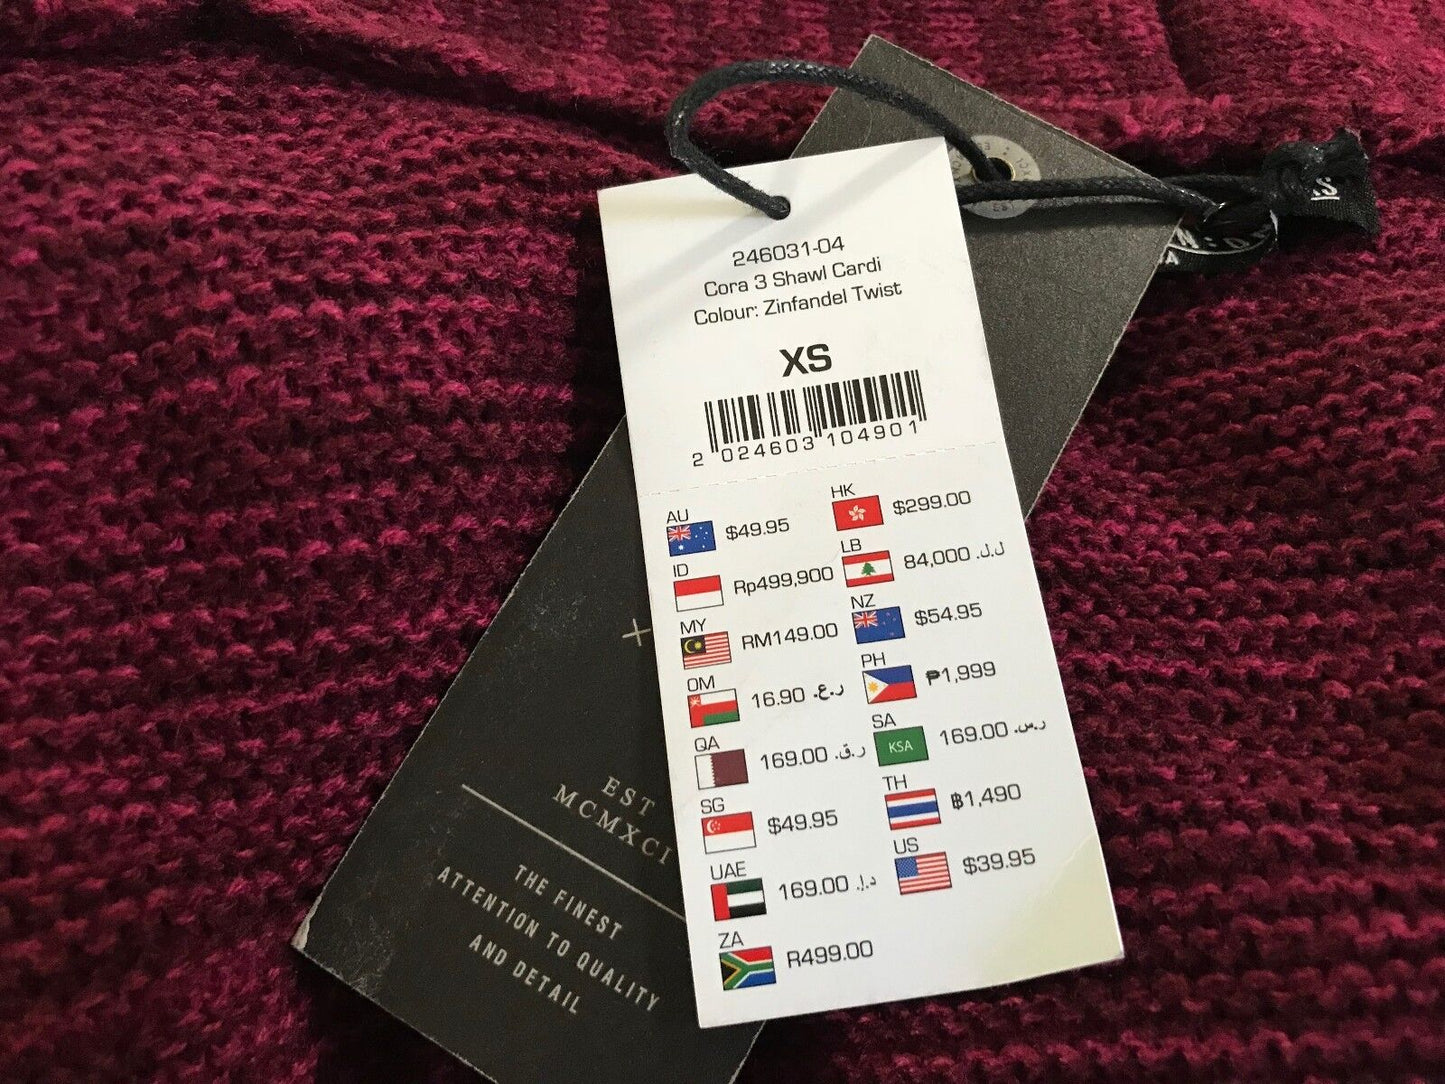 246031-04
Cora 3 Shawl Cardi
Colour: Zinfandel Twist
XS
2 024603 104901
AU
$49.95
HK
$299.00
ID
Rp499,900
LB
84,000 ل.ل
MY
RM149.00
NZ
$54.95
OM
16.90 ر.ع.
PH
₱1,999
QA
169.00 ر.ق.
SA
KSA
169.00 ر.س.
SG
$49.95
TH
฿1,490
UAE
169.00 د.إ.
US
$39.95
ZA
R499.00
EST
MCMXCI
THE FINEST
ATTENTION TO QUALITY
AND DETAIL